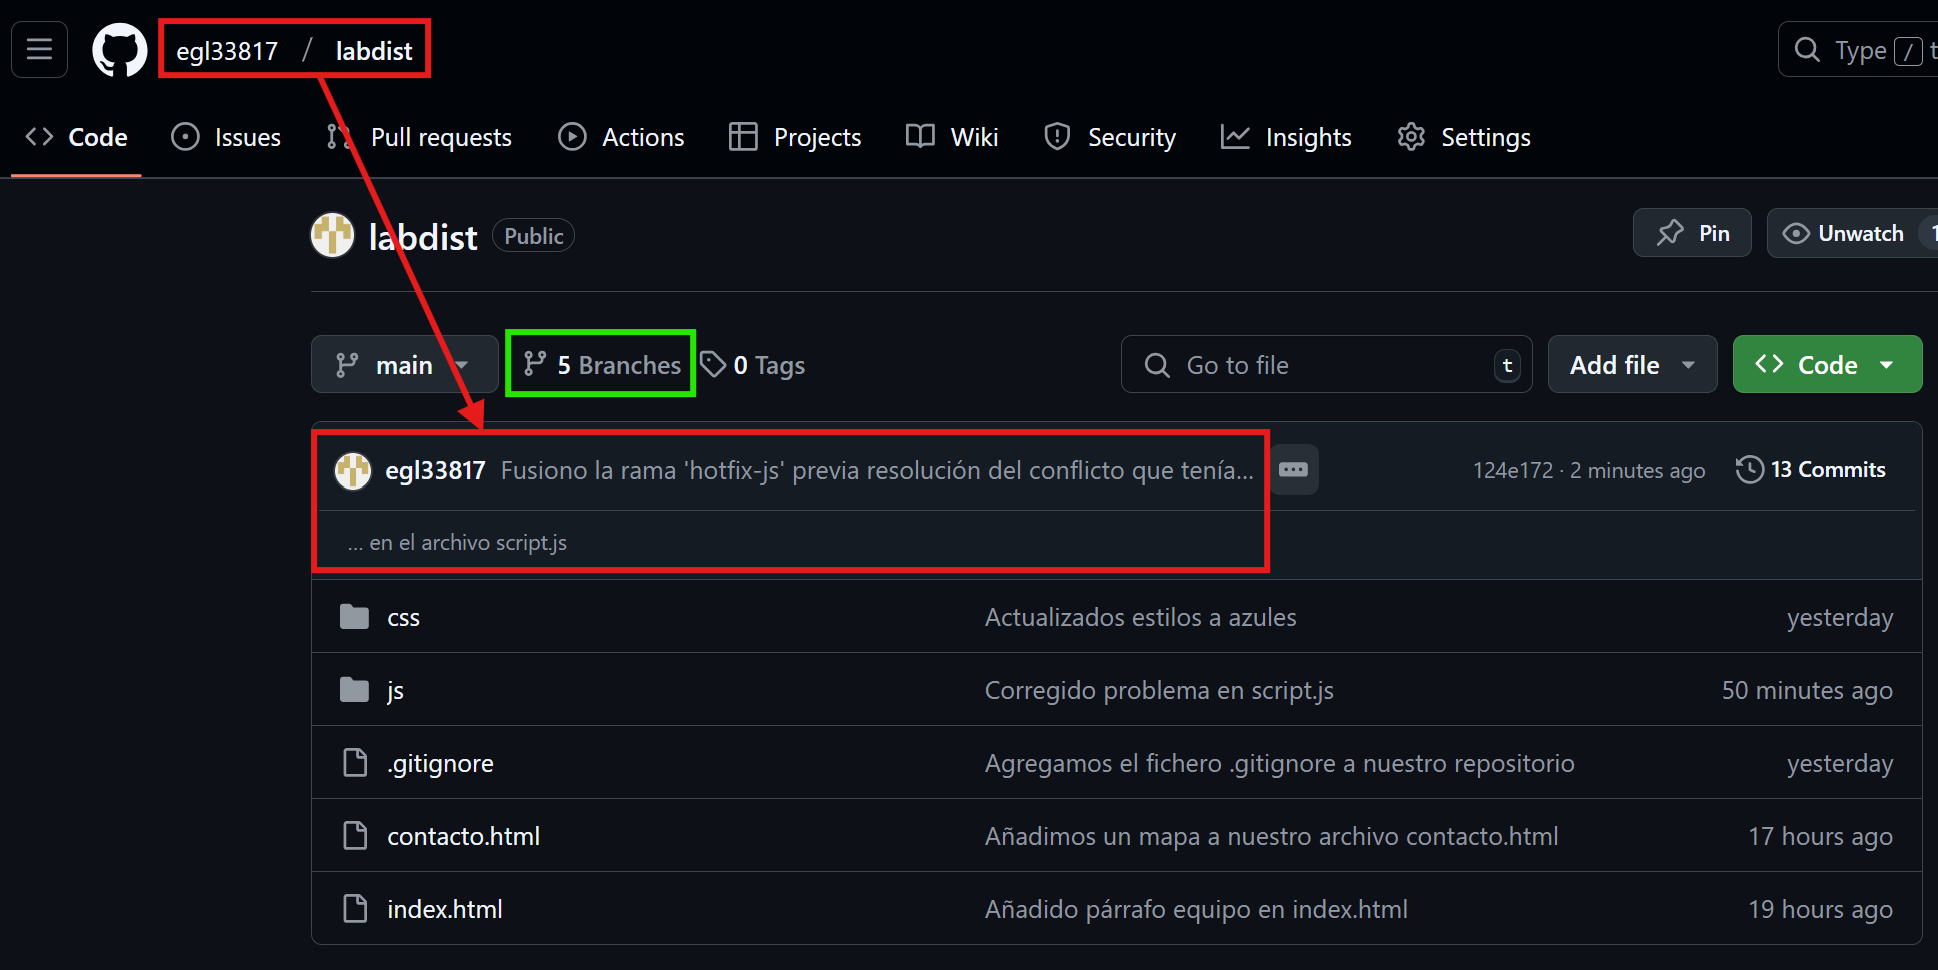 egl33817 / labdist
Type / t
Code Issues Pull requests Actions Projects Wiki Security Insights Settings
labdist Public
Pin Unwatch 1
main 5 Branches 0 Tags
Go to file t Add file Code
egl33817 Fusiono la rama 'hotfix-js' previa resolución del conflicto que tenía... 124e172 · 2 minutes ago 13 Commits
... en el archivo script.js
css Actualizados estilos a azules yesterday
js Corregido problema en script.js 50 minutes ago
.gitignore Agregamos el fichero .gitignore a nuestro repositorio yesterday
contacto.html Añadimos un mapa a nuestro archivo contacto.html 17 hours ago
index.html Añadido párrafo equipo en index.html 19 hours ago